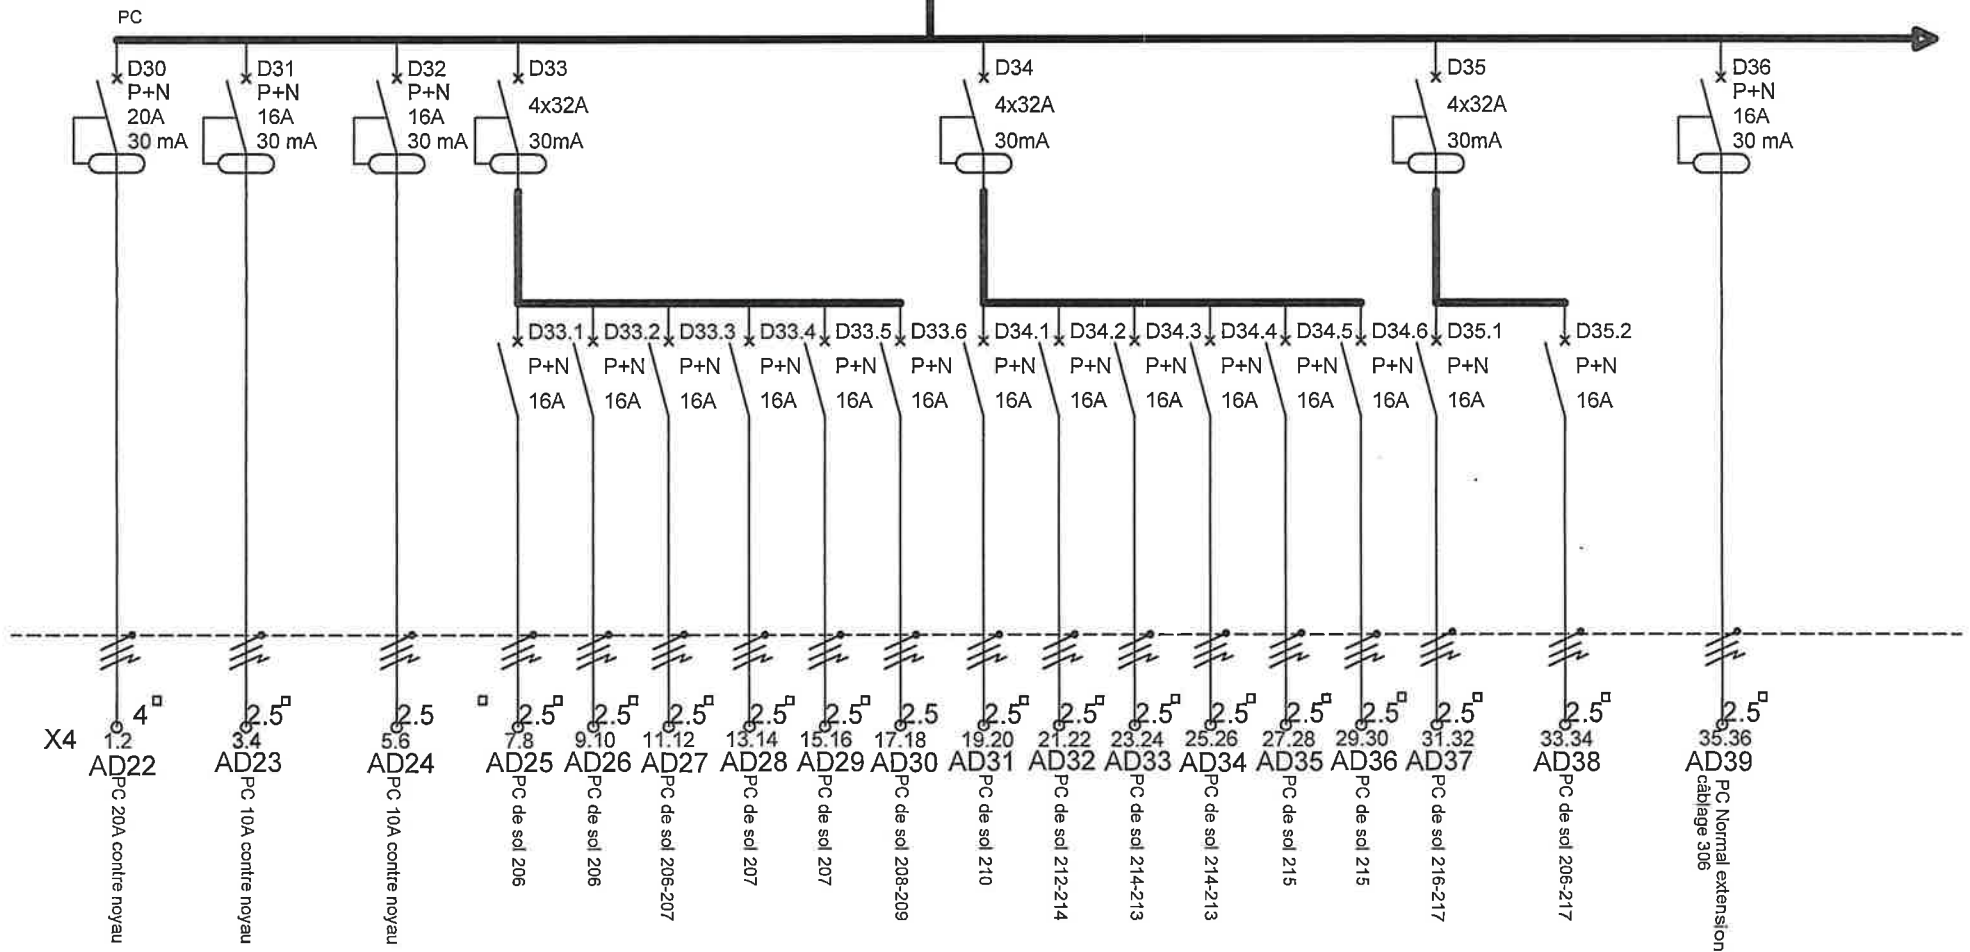 PC
D30
P+N
20A
30 mA
D31
P+N
16A
30 mA
D32
P+N
16A
30 mA
D33
4x32A
30mA
D34
4x32A
30mA
D35
4x32A
30mA
D36
P+N
16A
30 mA
D33.1
P+N
16A
D33.2
P+N
16A
D33.3
P+N
16A
D33.4
P+N
16A
D33.5
P+N
16A
D33.6
P+N
16A
D34.1
P+N
16A
D34.2
P+N
16A
D34.3
P+N
16A
D34.4
P+N
16A
D34.5
P+N
16A
D34.6
P+N
16A
D35.1
P+N
16A
D35.2
P+N
16A
X4
4
1.2
AD22
PC 20A contre noyau
2.5
3.4
AD23
PC 10A contre noyau
2.5
5.6
AD24
PC 10A contre noyau
2.5
7.8
AD25
PC de sol 206
2.5
9.10
AD26
PC de sol 206
2.5
11.12
AD27
PC de sol 206-207
2.5
13.14
AD28
PC de sol 207
2.5
15.16
AD29
PC de sol 207
2.5
17.18
AD30
PC de sol 208-209
2.5
19.20
AD31
PC de sol 210
2.5
21.22
AD32
PC de sol 212-214
2.5
23.24
AD33
PC de sol 214-213
2.5
25.26
AD34
PC de sol 214-213
2.5
27.28
AD35
PC de sol 215
2.5
29.30
AD36
PC de sol 215
2.5
31.32
AD37
PC de sol 216-217
2.5
33.34
AD38
PC de sol 206-217
2.5
35.36
AD39
PC Normal extension
câblage 306